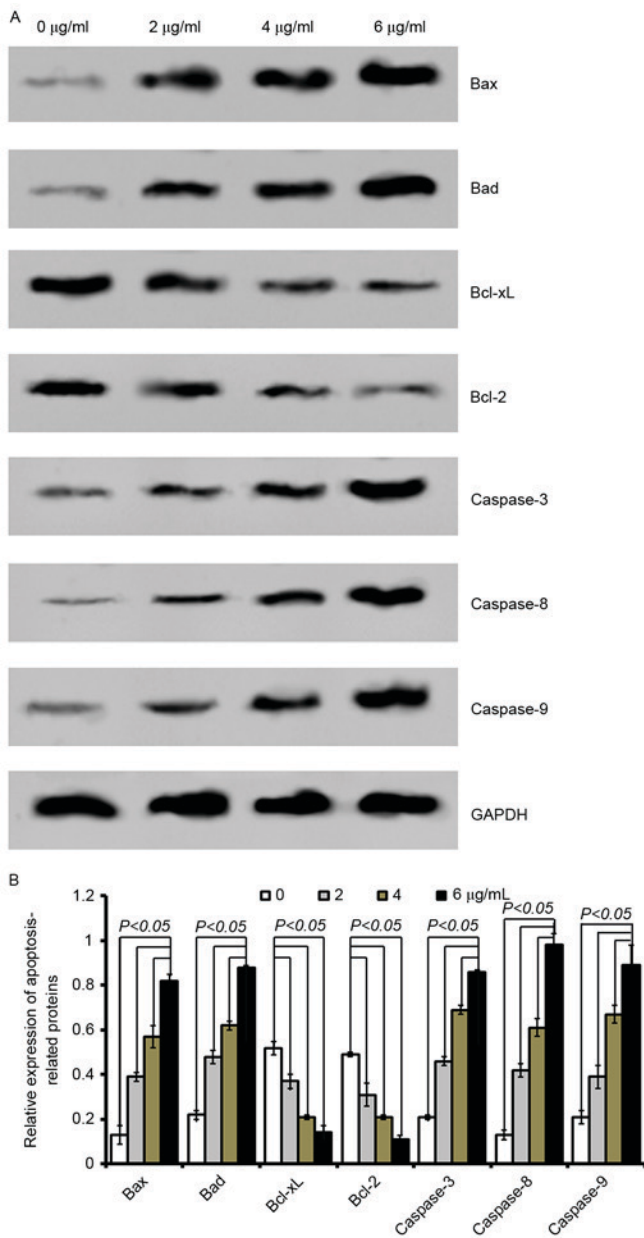 A
0 µg/ml 2 µg/ml 4 µg/ml 6 µg/ml
Bax
Bad
Bcl-xL
Bcl-2
Caspase-3
Caspase-8
Caspase-9
GAPDH
B
0 2 4 6 µg/mL
P<0.05 P<0.05 P<0.05 P<0.05 P<0.05 P<0.05 P<0.05
Relative expression of apoptosis-
related proteins
1.2
1
0.8
0.6
0.4
0.2
0
Bax Bad Bcl-xL Bcl-2 Caspase-3 Caspase-8 Caspase-9